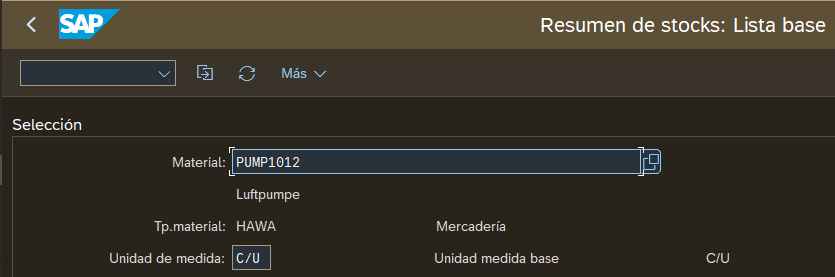 SAP Resumen de stocks: Lista base
Más
Selección
Material: PUMP1012
Luftpumpe
Tp.material: HAWA Mercadería
Unidad de medida: C/U Unidad medida base C/U